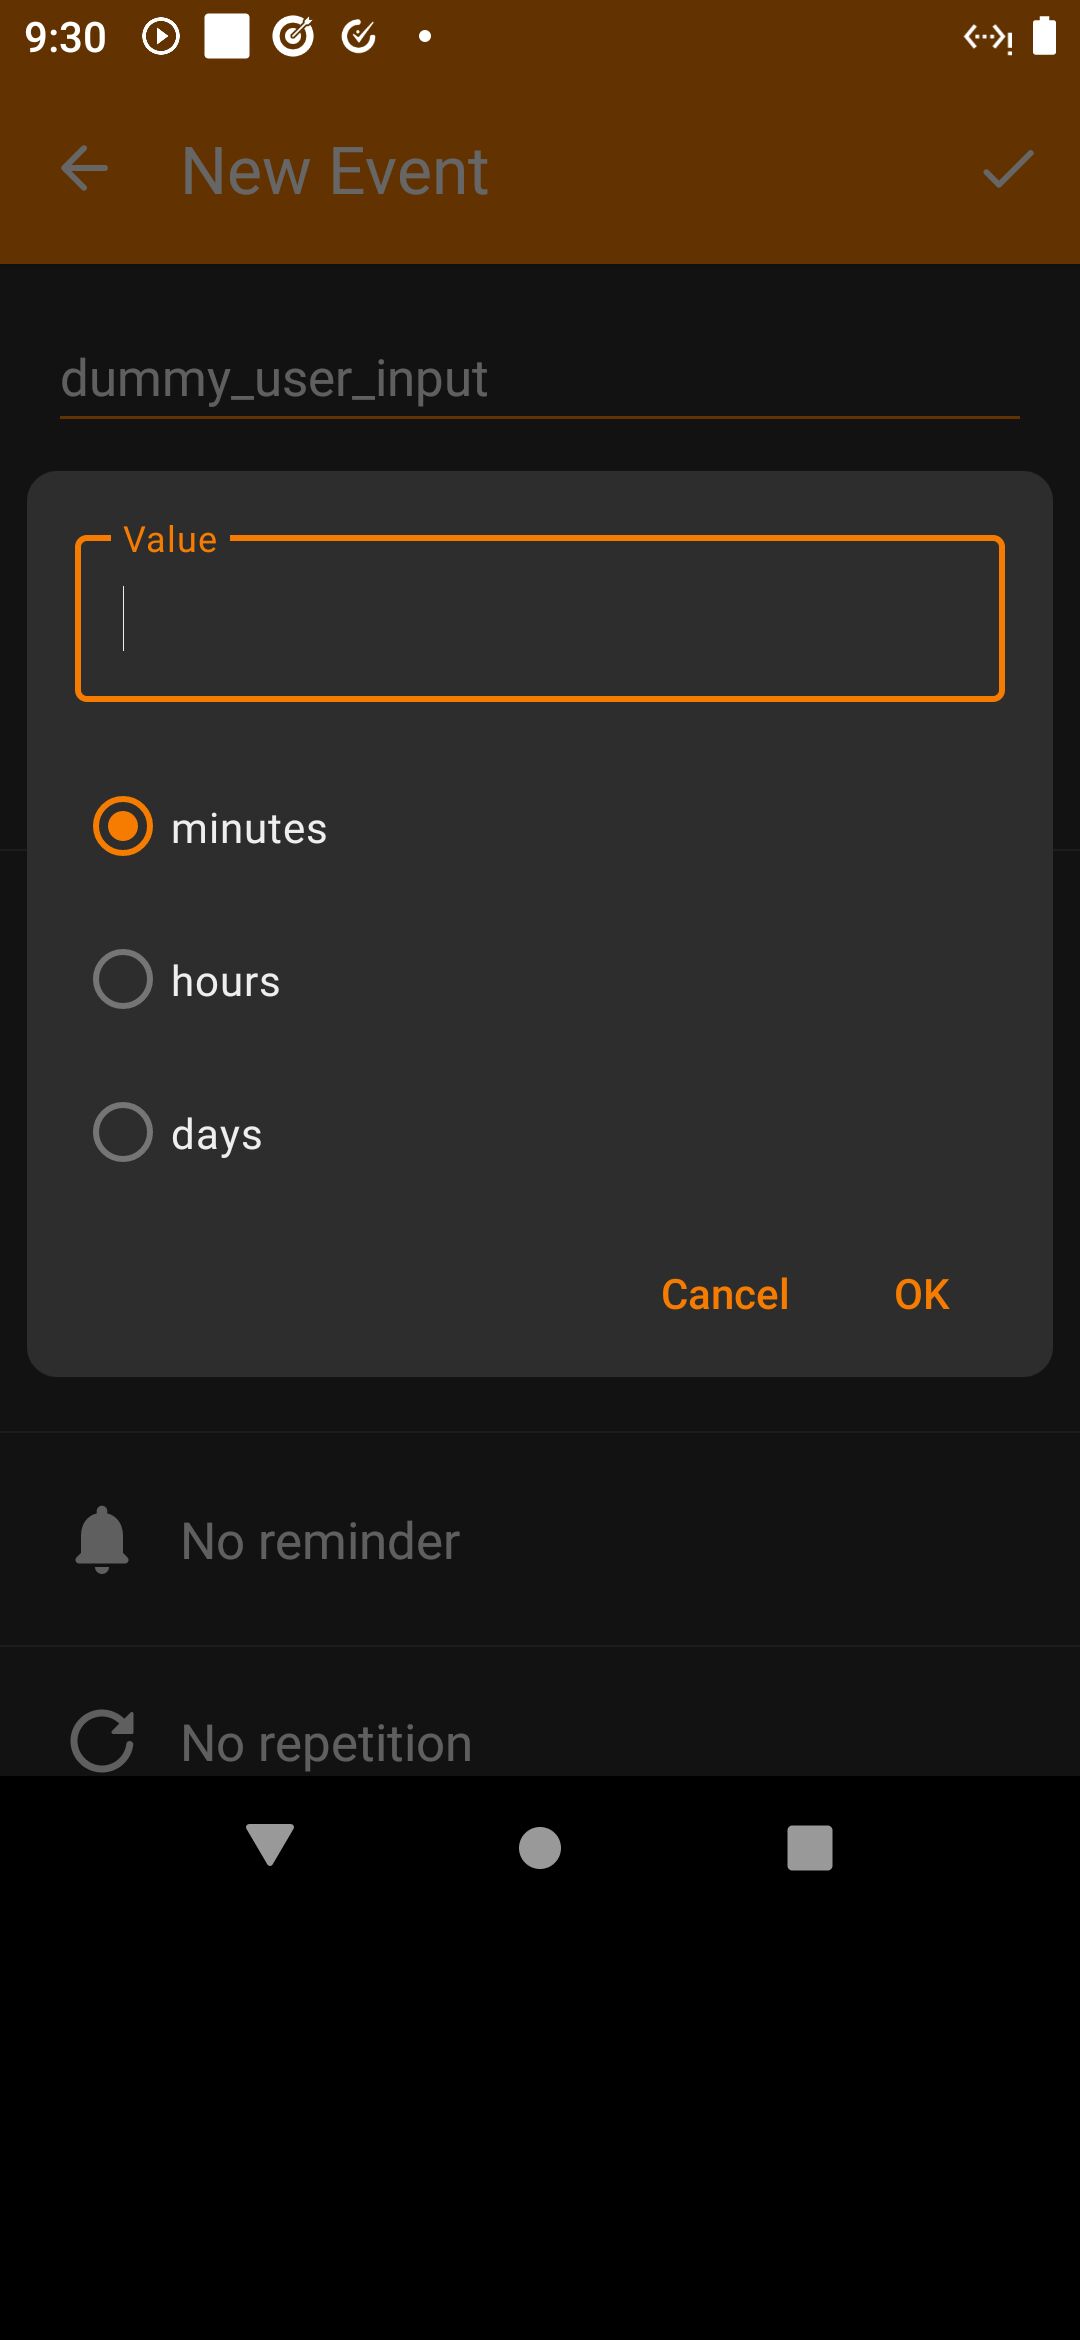 9:30
New Event
dummy_user_input
Value
minutes
hours
days
Cancel OK
No reminder
No repetition